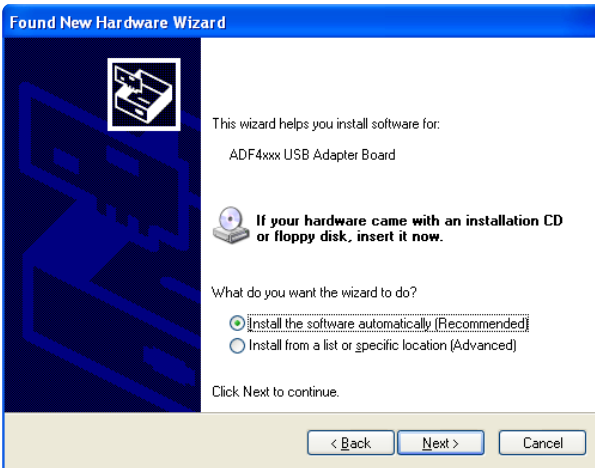 Found New Hardware Wizard
This wizard helps you install software for:
ADF4xxx USB Adapter Board
If your hardware came with an installation CD
or floppy disk, insert it now.
What do you want the wizard to do?
Install the software automatically (Recommended)
Install from a list or specific location (Advanced)
Click Next to continue.
< Back Next > Cancel